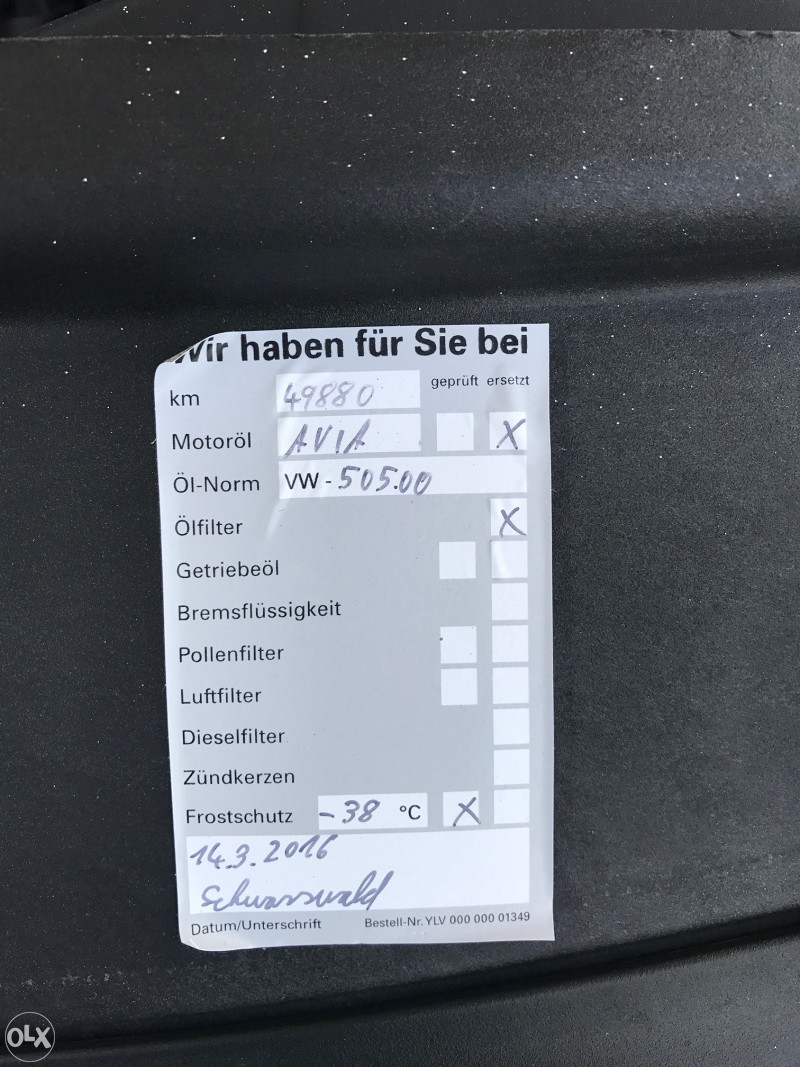 Wir haben für Sie bei
geprüft ersetzt
km 49880
Motoröl AVIA X
Öl-Norm VW - 505.00
Ölfilter X
Getriebeöl
Bremsflüssigkeit
Pollenfilter
Luftfilter
Dieselfilter
Zündkerzen
Frostschutz -38 °C X
14.3.2016
Schwarzwald
Datum/Unterschrift Bestell-Nr. YLV 000 000 01349
OLX